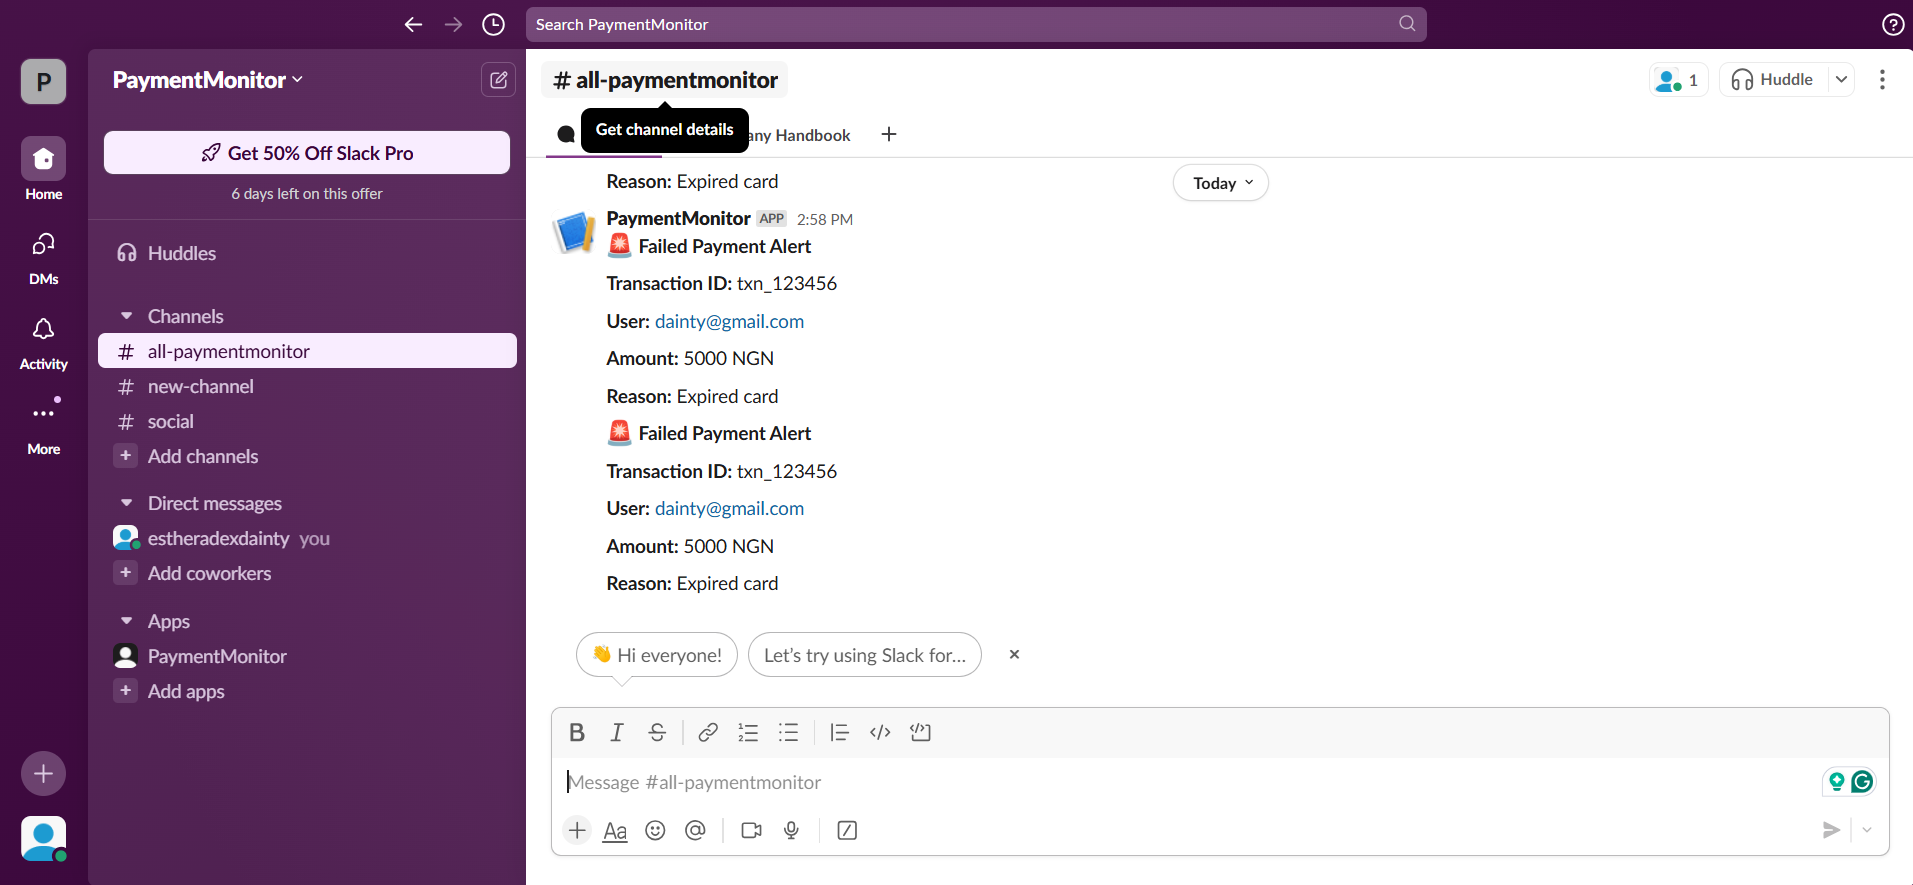 Search PaymentMonitor
P
PaymentMonitor
# all-paymentmonitor
1
Huddle
Get channel details
any Handbook
Get 50% Off Slack Pro
6 days left on this offer
Home
DMs
Activity
More
Huddles
Channels
# all-paymentmonitor
# new-channel
# social
+ Add channels
Direct messages
estheradexdainty you
+ Add coworkers
Apps
PaymentMonitor
+ Add apps
Reason: Expired card
Today
PaymentMonitor APP 2:58 PM
🚨 Failed Payment Alert
Transaction ID: txn_123456
User: dainty@gmail.com
Amount: 5000 NGN
Reason: Expired card
🚨 Failed Payment Alert
Transaction ID: txn_123456
User: dainty@gmail.com
Amount: 5000 NGN
Reason: Expired card
👋 Hi everyone!
Let's try using Slack for...
Message #all-paymentmonitor
Aa